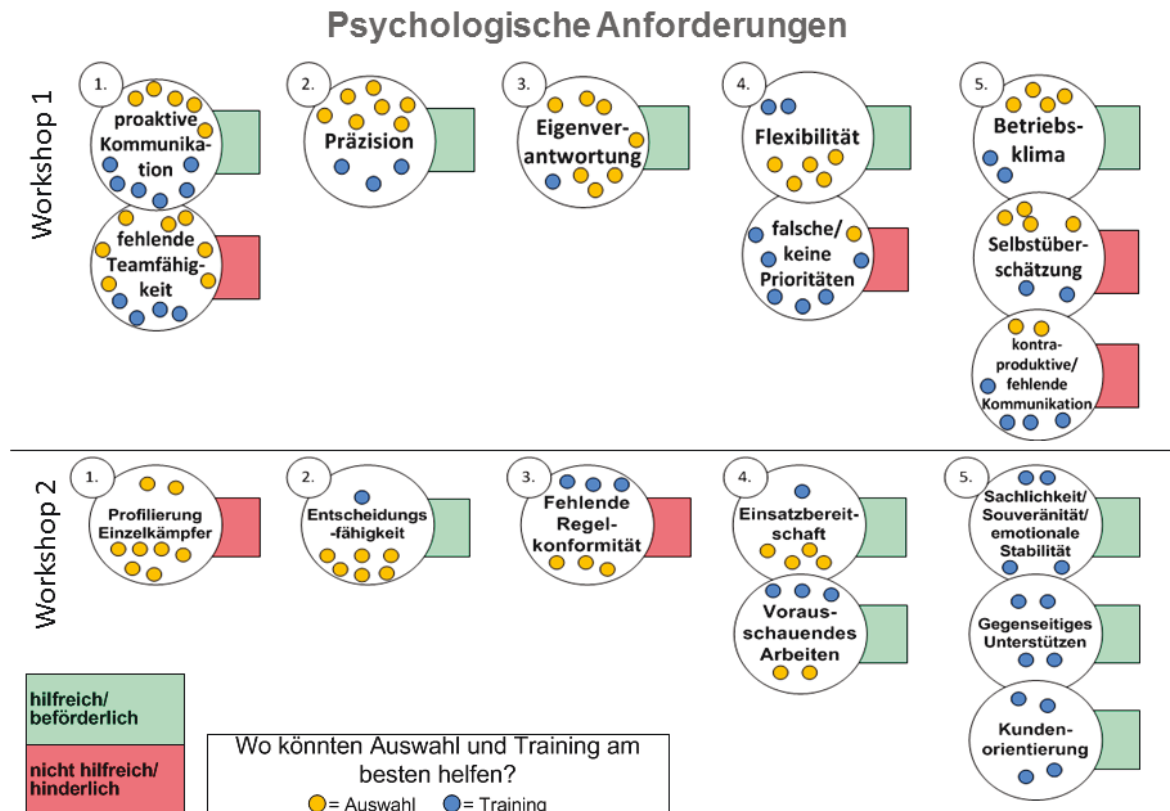 Psychologische Anforderungen
Workshop 1
1.
proaktive
Kommunika-
tion
fehlende
Teamfähig-
keit
2.
Präzision
3.
Eigenver-
antwortung
4.
Flexibilität
falsche/
keine
Prioritäten
5.
Betriebs-
klima
Selbstüber-
schätzung
kontra-
produktive/
fehlende
Kommunikation
Workshop 2
1.
Profilierung
Einzelkämpfer
2.
Entscheidungs
-fähigkeit
3.
Fehlende
Regel-
konformität
4.
Einsatzbereit-
schaft
Voraus-
schauendes
Arbeiten
5.
Sachlichkeit/
Souveränität/
emotionale
Stabilität
Gegenseitiges
Unterstützen
Kunden-
orientierung
hilfreich/
beförderlich
nicht hilfreich/
hinderlich
Wo könnten Auswahl und Training am
besten helfen?
= Auswahl = Training